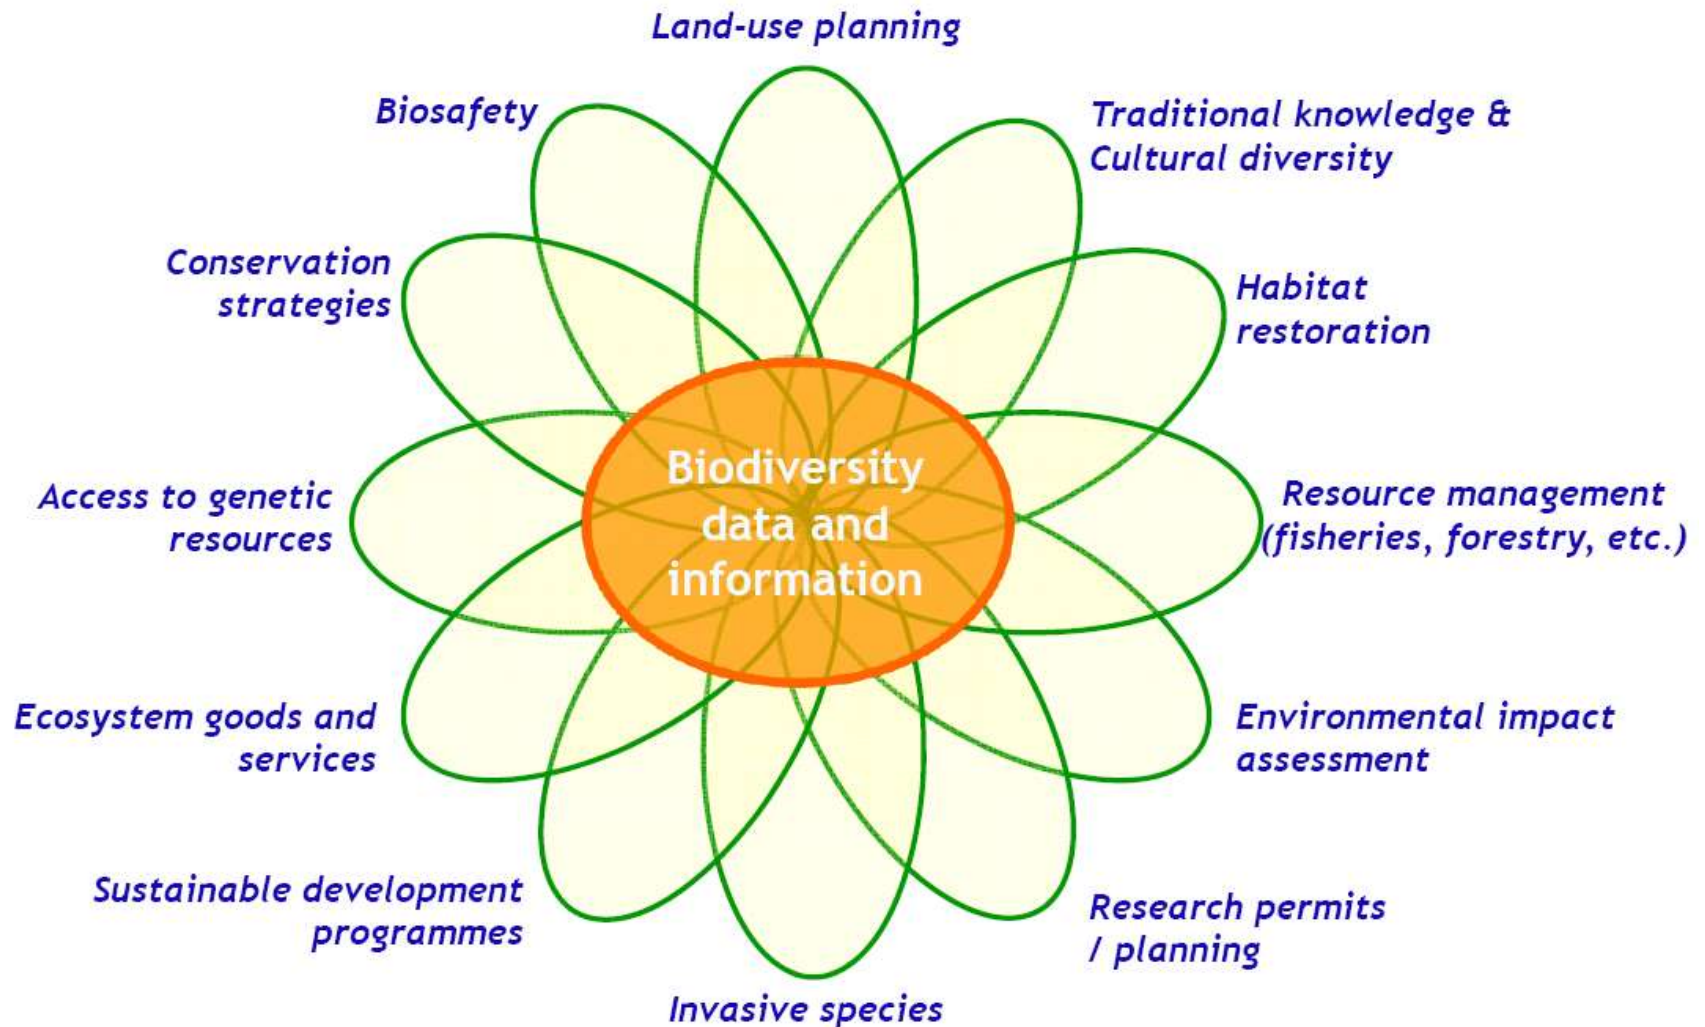 Land-use planning
Biosafety
Traditional knowledge &
Cultural diversity
Conservation
strategies
Habitat
restoration
Biodiversity
data and
information
Access to genetic
resources
Resource management
(fisheries, forestry, etc.)
Ecosystem goods and
services
Environmental impact
assessment
Sustainable development
programmes
Research permits
/ planning
Invasive species